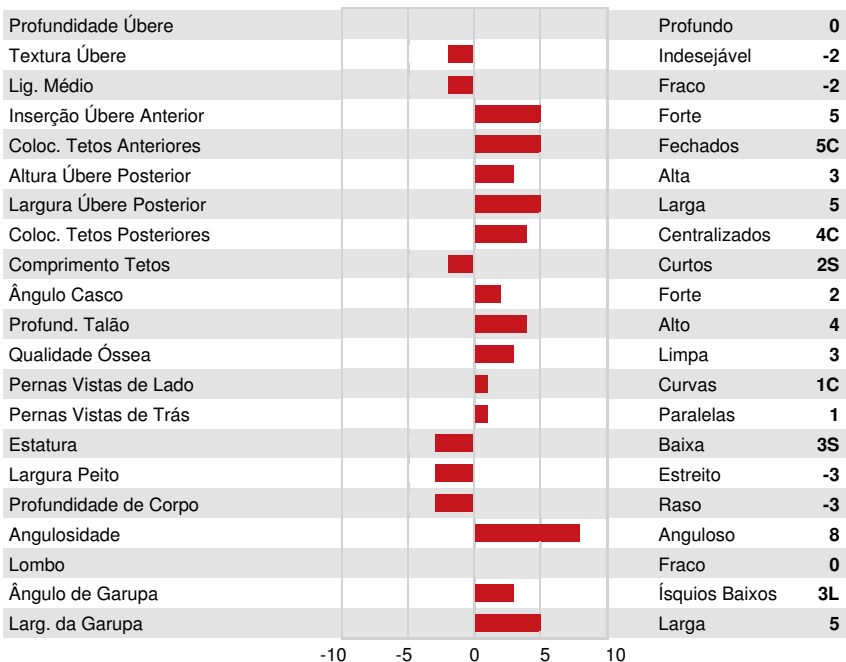 Profundidade Úbere Profundo 0
Textura Úbere Indesejável -2
Lig. Médio Fraco -2
Inserção Úbere Anterior Forte 5
Coloc. Tetos Anteriores Fechados 5C
Altura Úbere Posterior Alta 3
Largura Úbere Posterior Larga 5
Coloc. Tetos Posteriores Centralizados 4C
Comprimento Tetos Curtos 2S
Ângulo Casco Forte 2
Profund. Talão Alto 4
Qualidade Óssea Limpa 3
Pernas Vistas de Lado Curvas 1C
Pernas Vistas de Trás Paralelas 1
Estatura Baixa 3S
Largura Peito Estreito -3
Profundidade de Corpo Raso -3
Angulosidade Anguloso 8
Lombo Fraco 0
Ângulo de Garupa Ísquios Baixos 3L
Larg. da Garupa Larga 5
-10 -5 0 5 10